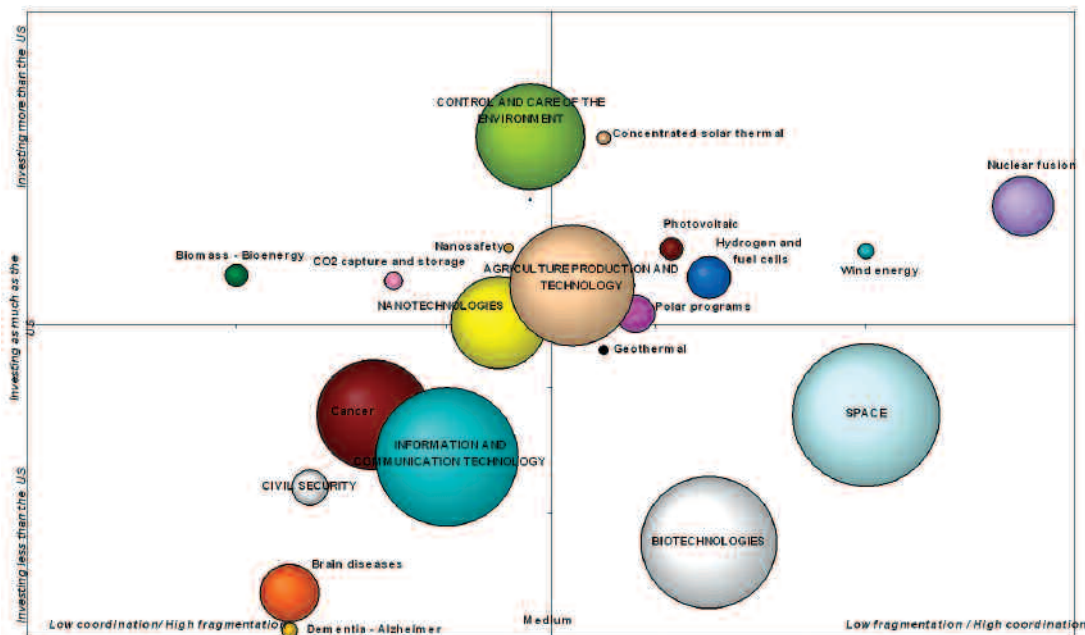 Investing more than the US
CONTROL AND CARE OF THE
ENVIRONMENT
Concentrated solar thermal
Nuclear fusion
Photovoltaic
Nanosafety
Hydrogen and
fuel cells
Biomass - Bioenergy
CO2 capture and storage
Wind energy
AGRICULTURE PRODUCTION AND
TECHNOLOGY
NANOTECHNOLOGIES
Polar programs
Investing as much as the
US
Geothermal
Cancer
SPACE
INFORMATION AND
COMMUNICATION TECHNOLOGY
CIVIL SECURITY
BIOTECHNOLOGIES
Investing less than the US
Brain diseases
Low coordination/ High fragmentation
Medium
Low fragmentation / High coordination
Dementia - Alzheimer